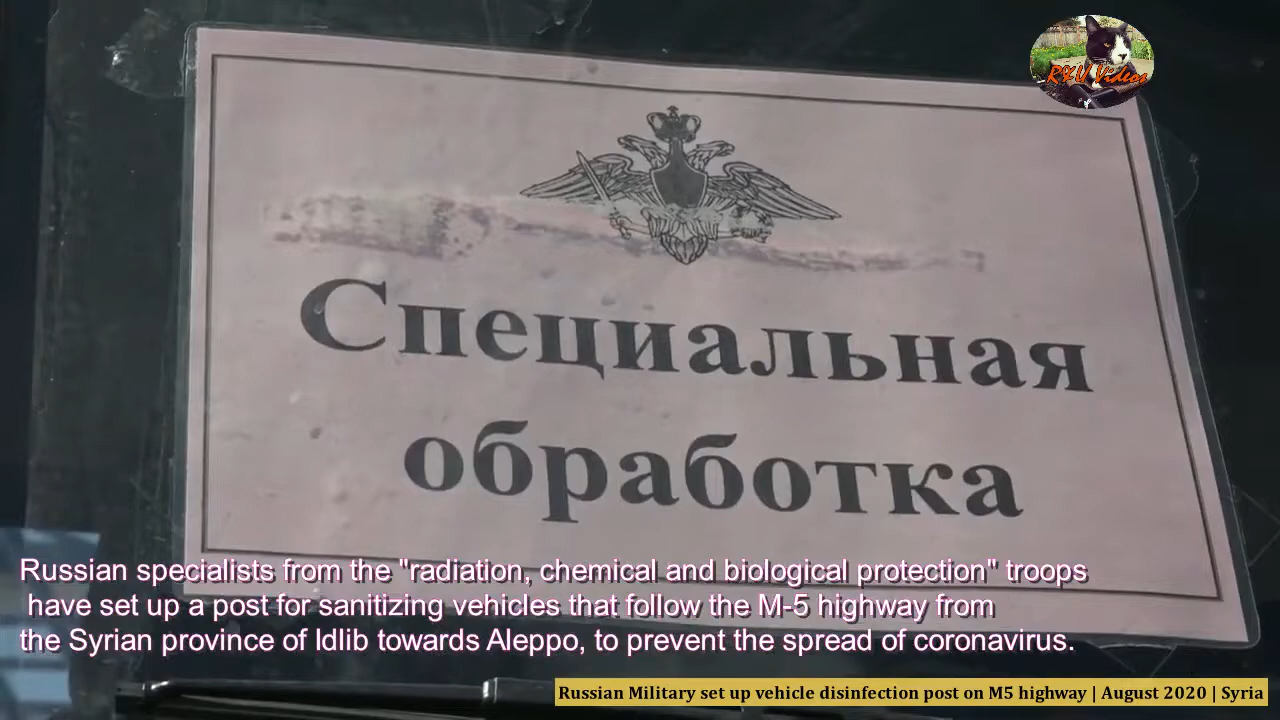 R&U Videos
Специальная
обработка
Russian specialists from the "radiation, chemical and biological protection" troops
have set up a post for sanitizing vehicles that follow the M-5 highway from
the Syrian province of Idlib towards Aleppo, to prevent the spread of coronavirus.
Russian Military set up vehicle disinfection post on M5 highway | August 2020 | Syria